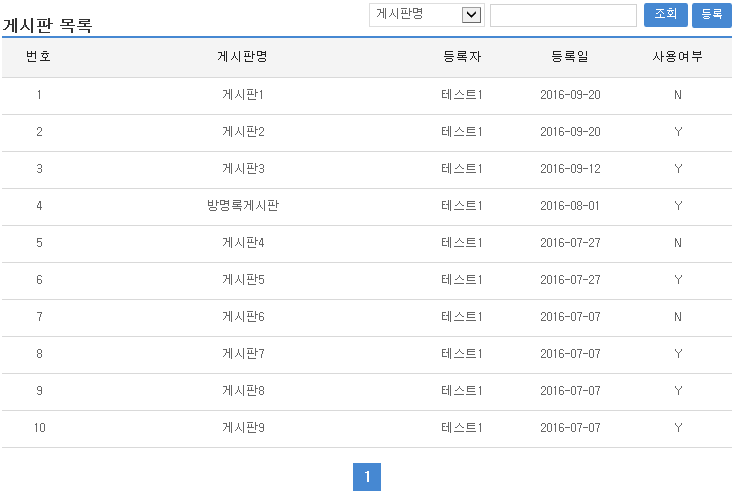 게시판 목록 게시판명 조회 등록
번호 게시판명 등록자 등록일 사용여부
1 게시판1 테스트1 2016-09-20 N
2 게시판2 테스트1 2016-09-20 Y
3 게시판3 테스트1 2016-09-12 Y
4 방명록게시판 테스트1 2016-08-01 Y
5 게시판4 테스트1 2016-07-27 N
6 게시판5 테스트1 2016-07-27 Y
7 게시판6 테스트1 2016-07-07 N
8 게시판7 테스트1 2016-07-07 Y
9 게시판8 테스트1 2016-07-07 Y
10 게시판9 테스트1 2016-07-07 Y
1